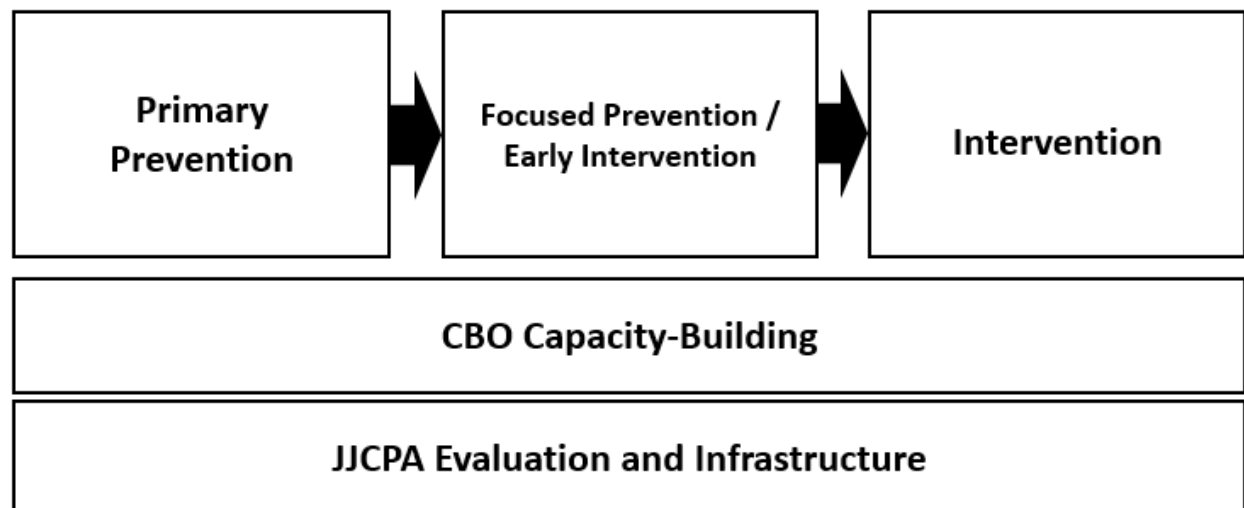 Primary
Prevention
Focused Prevention /
Early Intervention
Intervention
CBO Capacity-Building
JJCPA Evaluation and Infrastructure